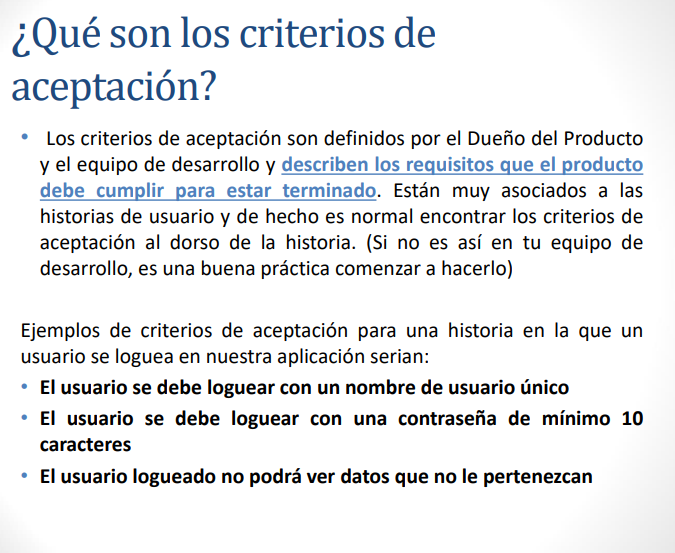 ¿Qué son los criterios de
aceptación?
• Los criterios de aceptación son definidos por el Dueño del Producto
y el equipo de desarrollo y describen los requisitos que el producto
debe cumplir para estar terminado. Están muy asociados a las
historias de usuario y de hecho es normal encontrar los criterios de
aceptación al dorso de la historia. (Si no es así en tu equipo de
desarrollo, es una buena práctica comenzar a hacerlo)
Ejemplos de criterios de aceptación para una historia en la que un
usuario se loguea en nuestra aplicación serian:
• El usuario se debe loguear con un nombre de usuario único
• El usuario se debe loguear con una contraseña de mínimo 10
caracteres
• El usuario logueado no podrá ver datos que no le pertenezcan